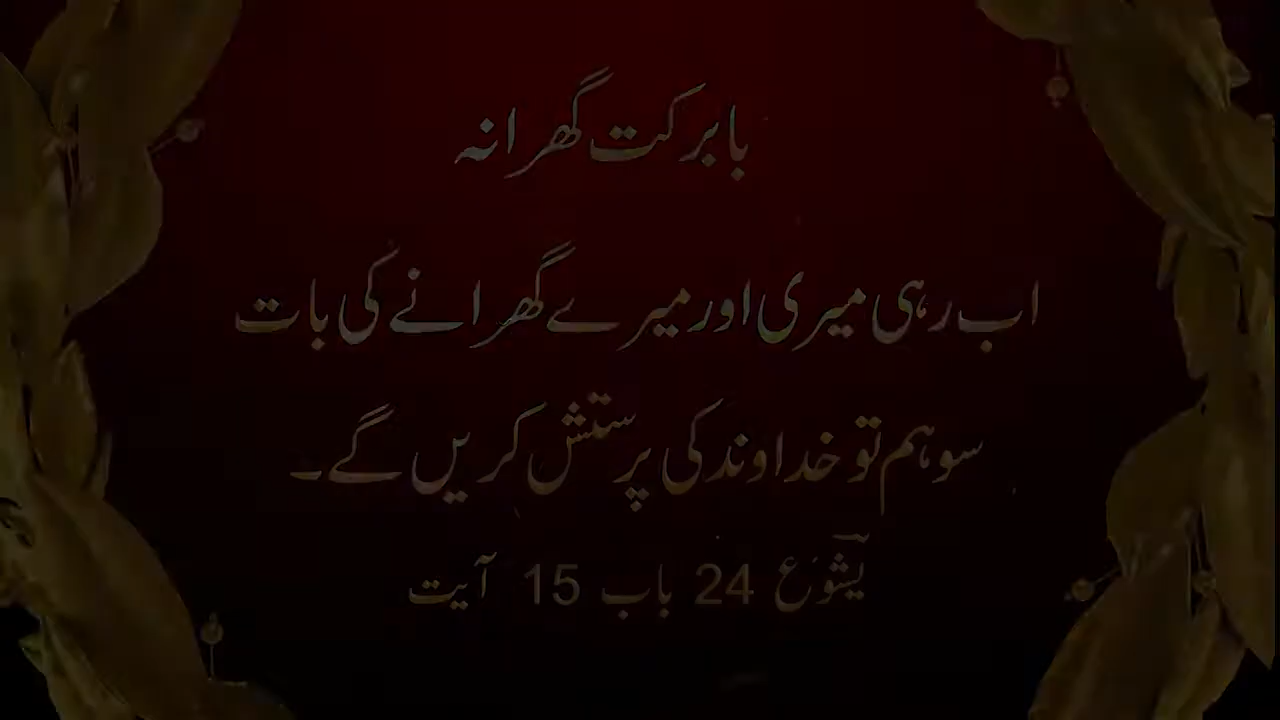 بابرکت گھرانہ
اب رہی میری اور میرے گھرانے کی بات
سو ہم تو خداوند کی پرستش کریں گے۔
یشوؔع 24 باب 15 آیت